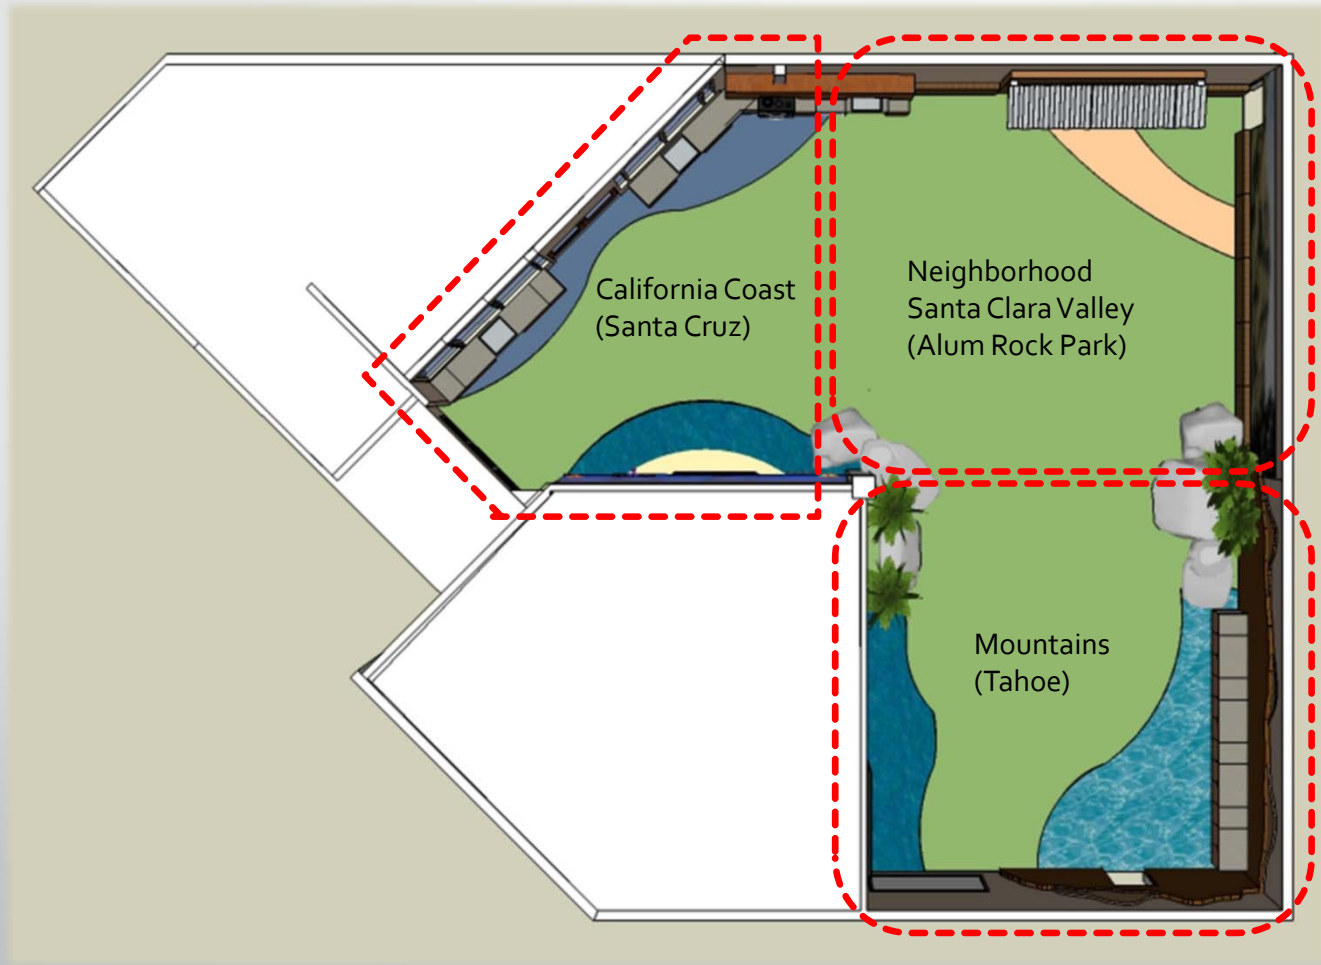 California Coast
(Santa Cruz)
Neighborhood
Santa Clara Valley
(Alum Rock Park)
Mountains
(Tahoe)